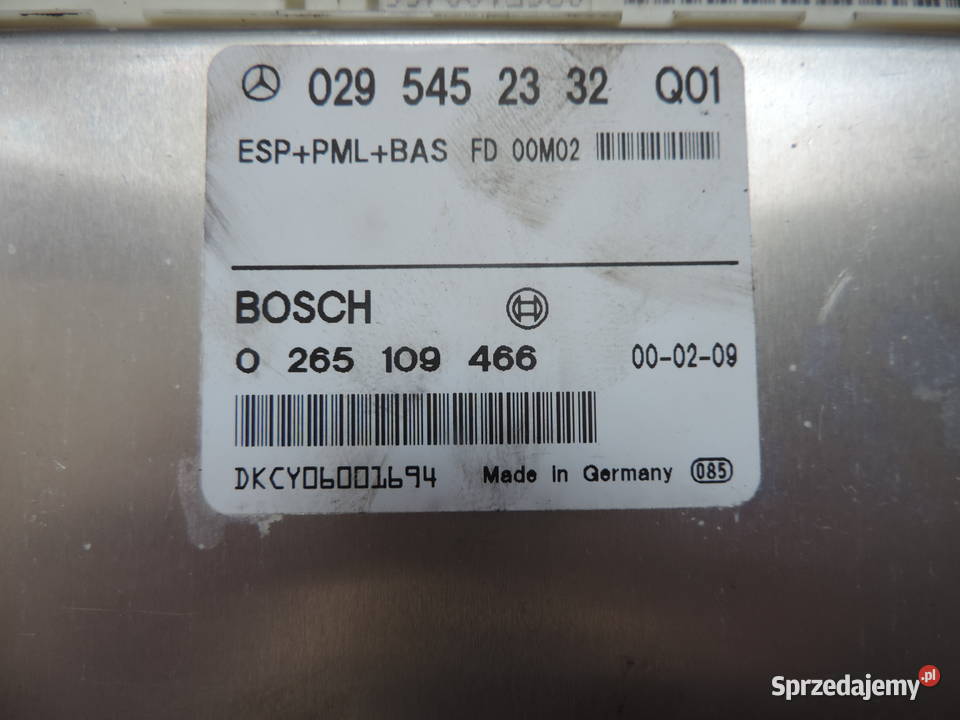 029 545 23 32 Q01
ESP+PML+BAS FD 00M02
BOSCH
0 265 109 466 00-02-09
DKCY06001694 Made in Germany 085
Sprzedajemy.pl